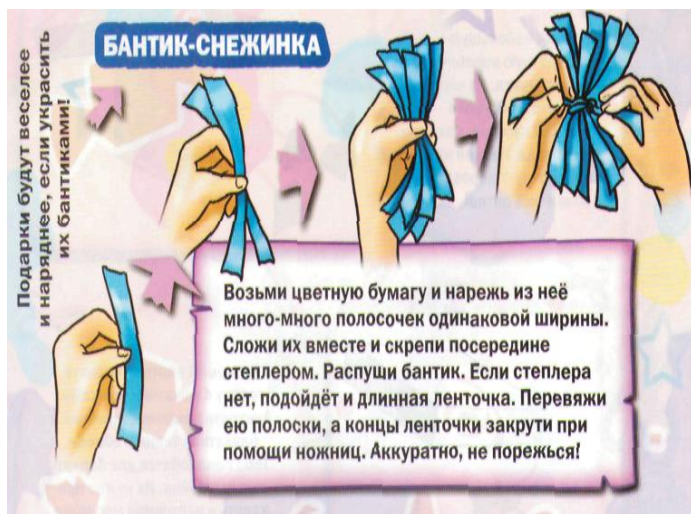 БАНТИК-СНЕЖИНКА
Подарки будут веселее
и наряднее, если украсить
их бантиками!
Возьми цветную бумагу и нарежь из неё
много-много полосочек одинаковой ширины.
Сложи их вместе и скрепи посередине
степлером. Распуши бантик. Если степлера
нет, подойдёт и длинная ленточка. Перевяжи
ею полоски, а концы ленточки закрути при
помощи ножниц. Аккуратно, не порежься!